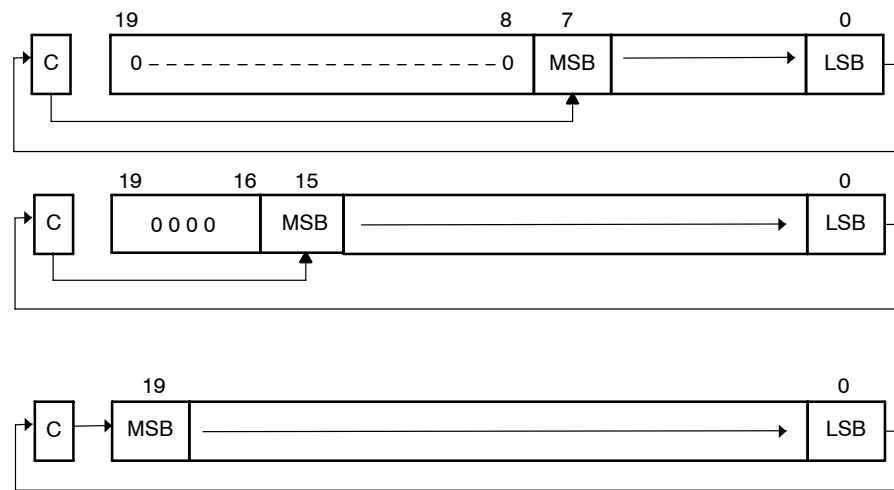 19 8 7 0
C 0 – – – – – – – – – – – – – – – – – – – – 0 MSB LSB
19 16 15 0
C 0 0 0 0 MSB LSB
19 0
C MSB LSB